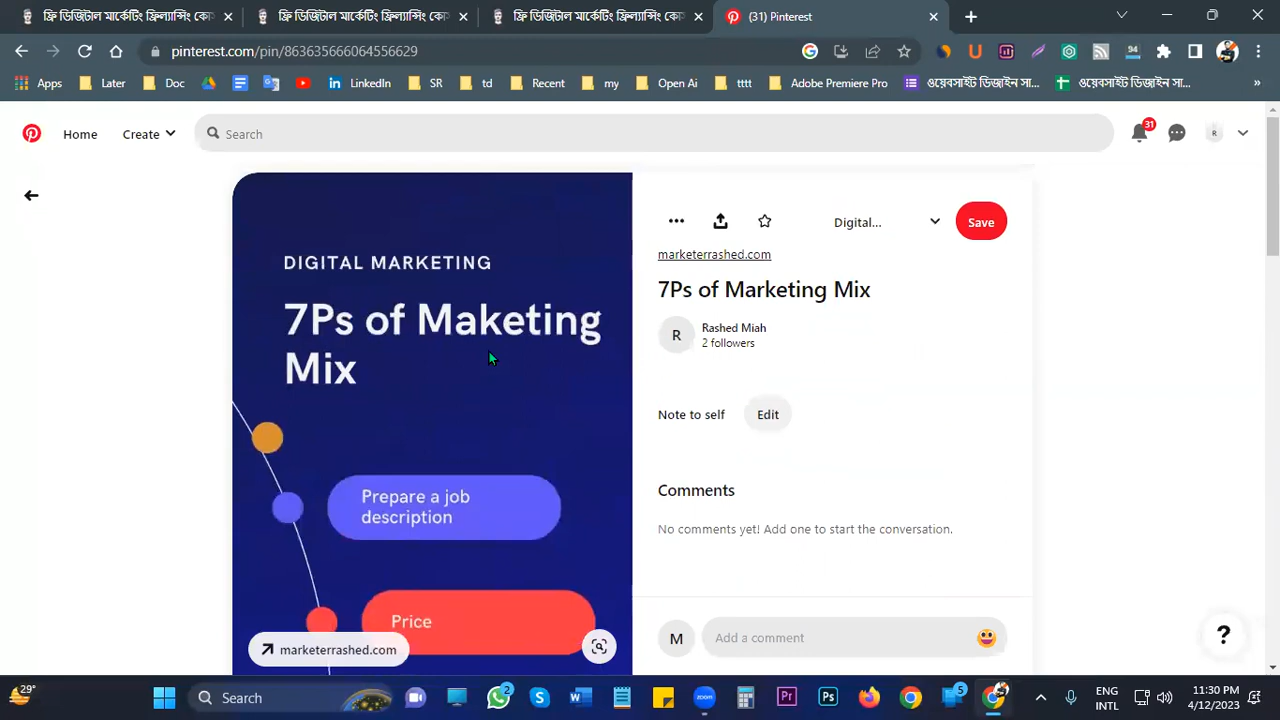 ফ্রি ডিজিটাল মার্কেটিং ফ্রিল্যান্সিং কো
ফ্রি ডিজিটাল মার্কেটিং ফ্রিল্যান্সিং কো
ফ্রি ডিজিটাল মার্কেটিং ফ্রিল্যান্সিং কো
(31) Pinterest
pinterest.com/pin/863635666064556629
94
Apps
Later
Doc
LinkedIn
SR
td
Recent
my
Open Ai
tttt
Adobe Premiere Pro
ওয়েবসাইট ডিজাইন সা...
ওয়েবসাইট ডিজাইন সা...
»
Home
Create
Search
31
R
Digital...
Save
marketerrashed.com
DIGITAL MARKETING
7Ps of Maketing
Mix
7Ps of Marketing Mix
R
Rashed Miah
2 followers
Note to self
Edit
Prepare a job
description
Comments
No comments yet! Add one to start the conversation.
Price
marketerrashed.com
M
Add a comment
?
29°
Search
2
5
ENG
INTL
11:30 PM
4/12/2023